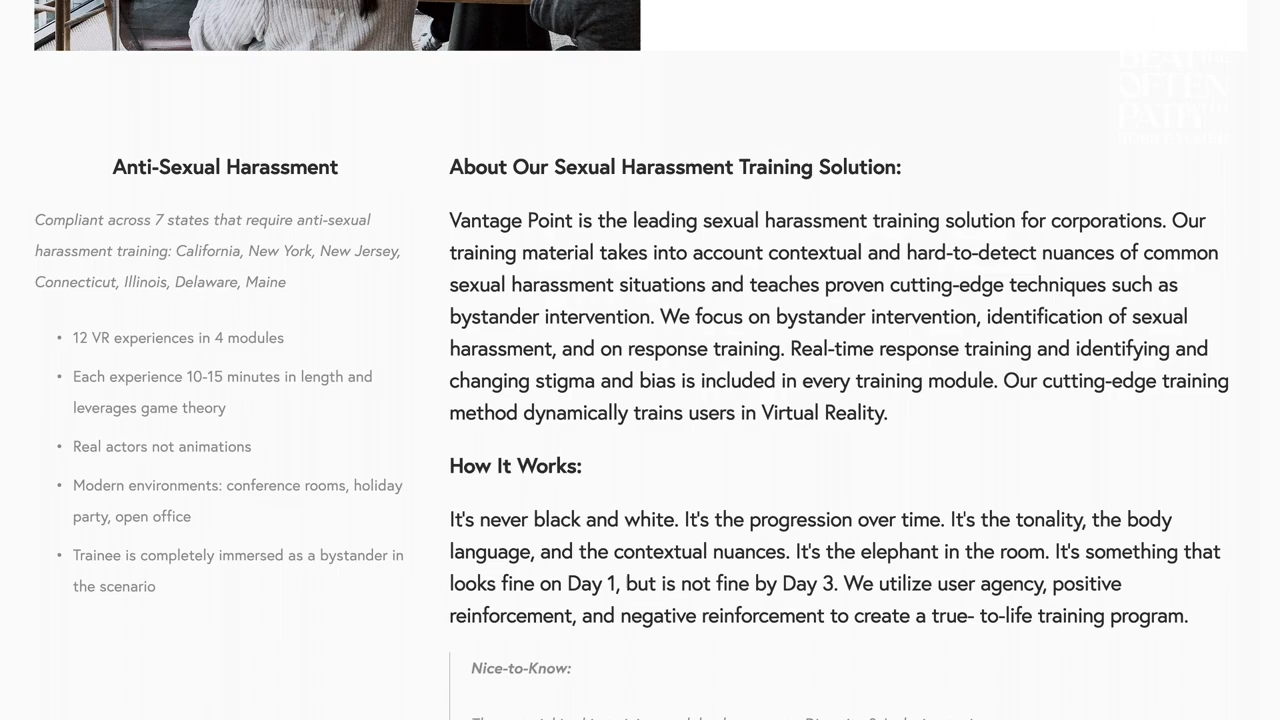 Anti-Sexual Harassment
Compliant across 7 states that require anti-sexual
harassment training: California, New York, New Jersey,
Connecticut, Illinois, Delaware, Maine
• 12 VR experiences in 4 modules
• Each experience 10-15 minutes in length and
leverages game theory
• Real actors not animations
• Modern environments: conference rooms, holiday
party, open office
• Trainee is completely immersed as a bystander in
the scenario
About Our Sexual Harassment Training Solution:
Vantage Point is the leading sexual harassment training solution for corporations. Our
training material takes into account contextual and hard-to-detect nuances of common
sexual harassment situations and teaches proven cutting-edge techniques such as
bystander intervention. We focus on bystander intervention, identification of sexual
harassment, and on response training. Real-time response training and identifying and
changing stigma and bias is included in every training module. Our cutting-edge training
method dynamically trains users in Virtual Reality.
How It Works:
It's never black and white. It's the progression over time. It's the tonality, the body
language, and the contextual nuances. It's the elephant in the room. It's something that
looks fine on Day 1, but is not fine by Day 3. We utilize user agency, positive
reinforcement, and negative reinforcement to create a true- to-life training program.
Nice-to-Know:
OFTEN
PATH